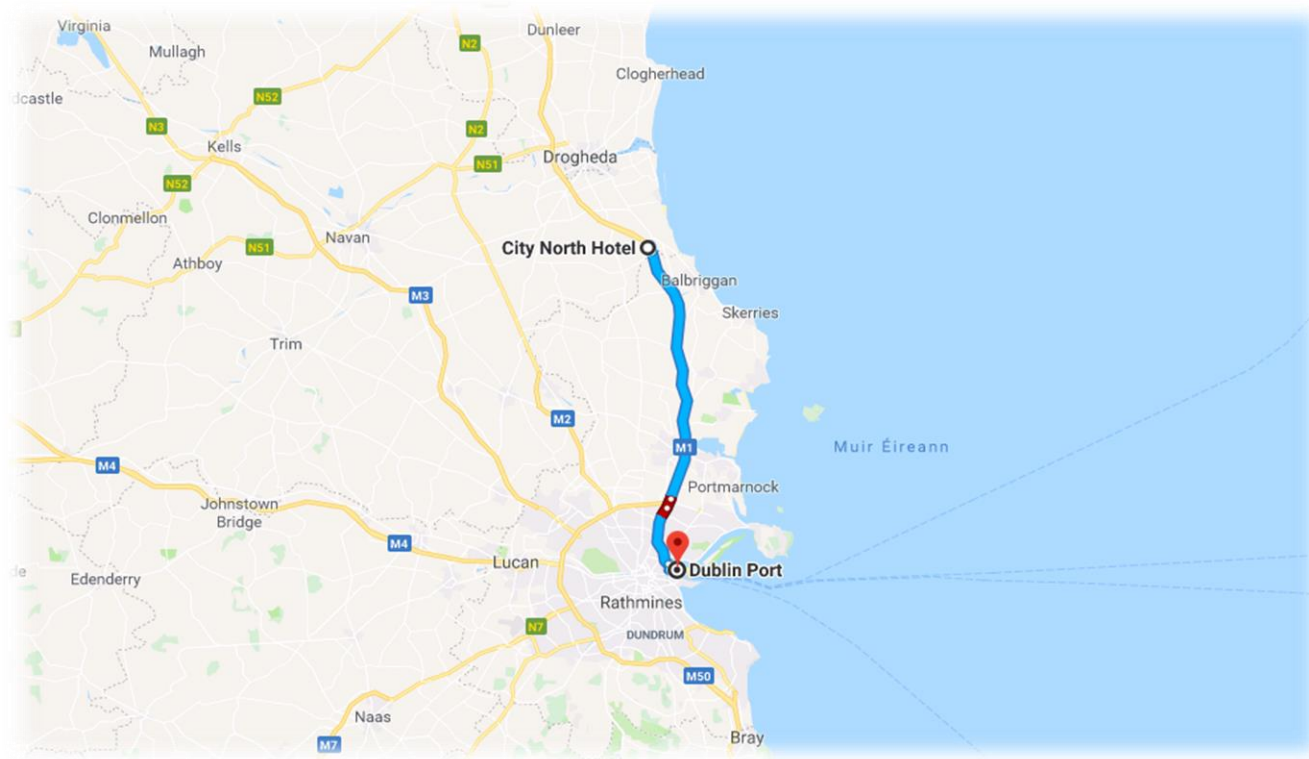 Virginia
Mullagh
N2
Dunleer
Clogherhead
dcastle
N52
N3
N2
Kells
N51
Drogheda
N52
Clonmellon
Navan
N51
City North Hotel
Athboy
Balbriggan
M3
Skerries
Trim
M2
M1
Muir Éireann
M4
Portmarnock
Johnstown
Bridge
M4
Lucan
Dublin Port
Edenderry
Rathmines
N7
DUNDRUM
M50
Naas
Bray
M7